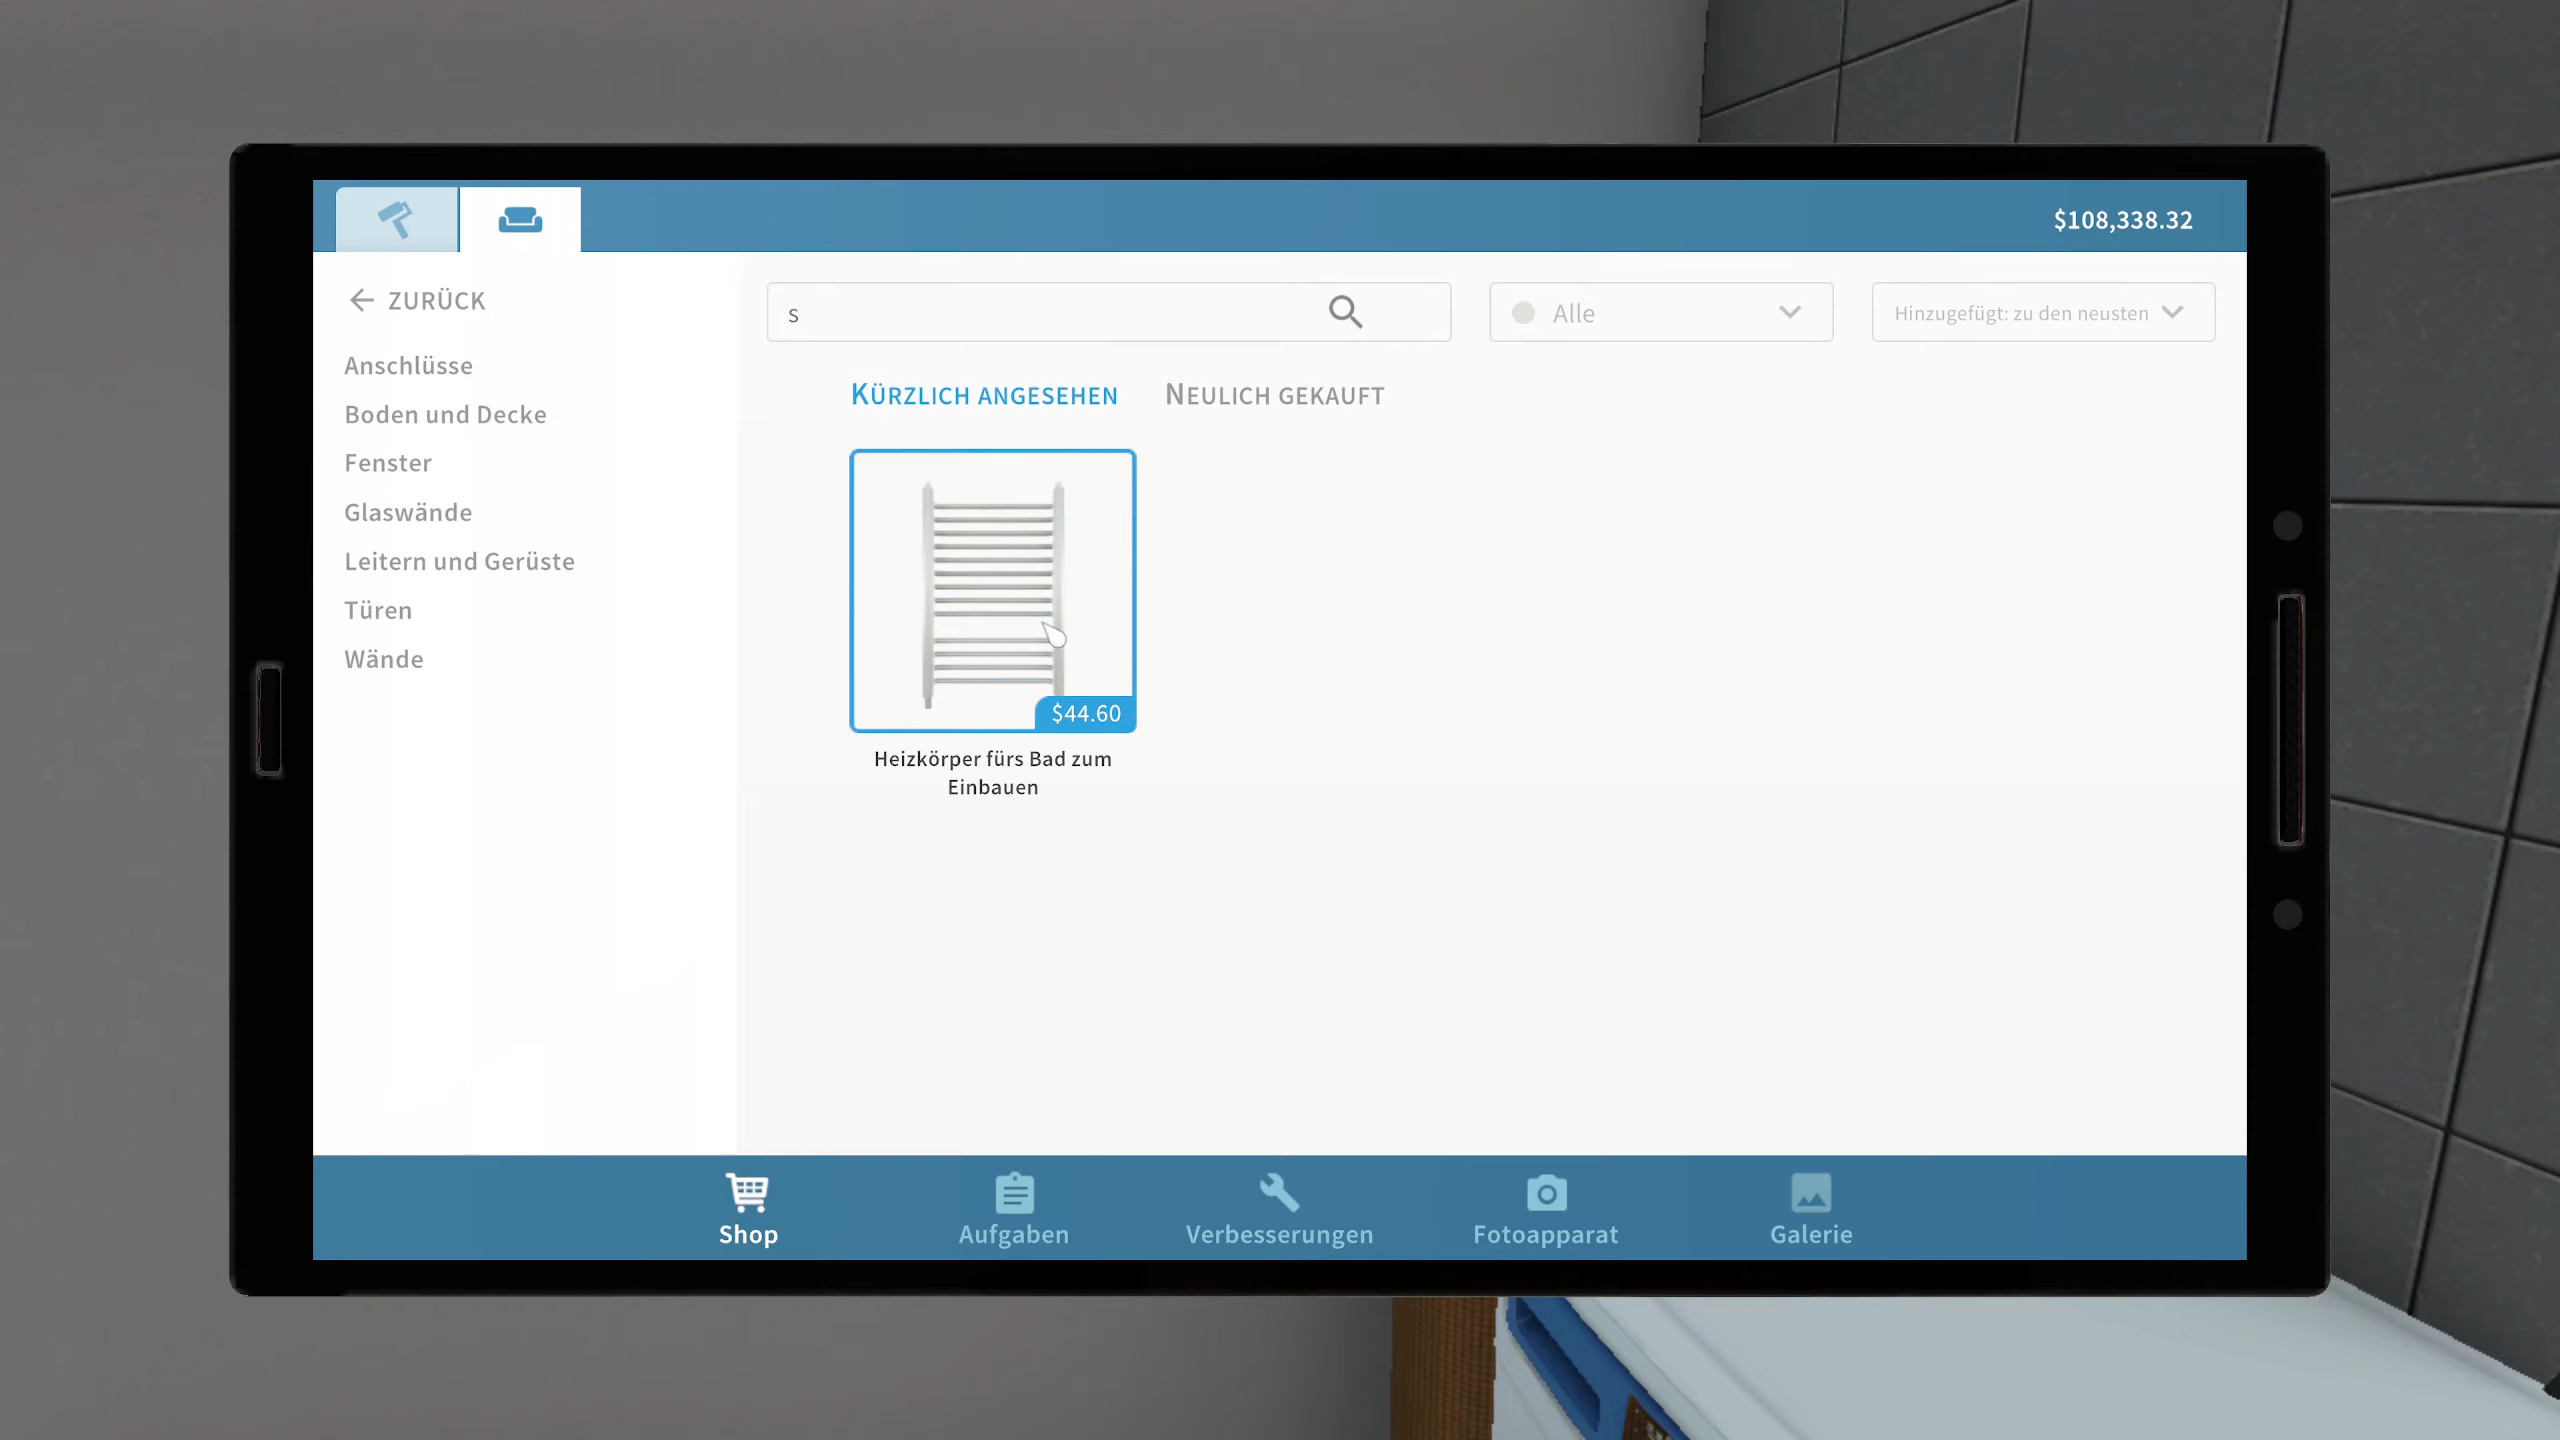 $108,338.32
ZURÜCK
Anschlüsse
Boden und Decke
Fenster
Glaswände
Leitern und Gerüste
Türen
Wände
s
Alle
Hinzugefügt: zu den neusten
KÜRZLICH ANGESEHEN
NEULICH GEKAUFT
$44.60
Heizkörper fürs Bad zum
Einbauen
Shop
Aufgaben
Verbesserungen
Fotoapparat
Galerie